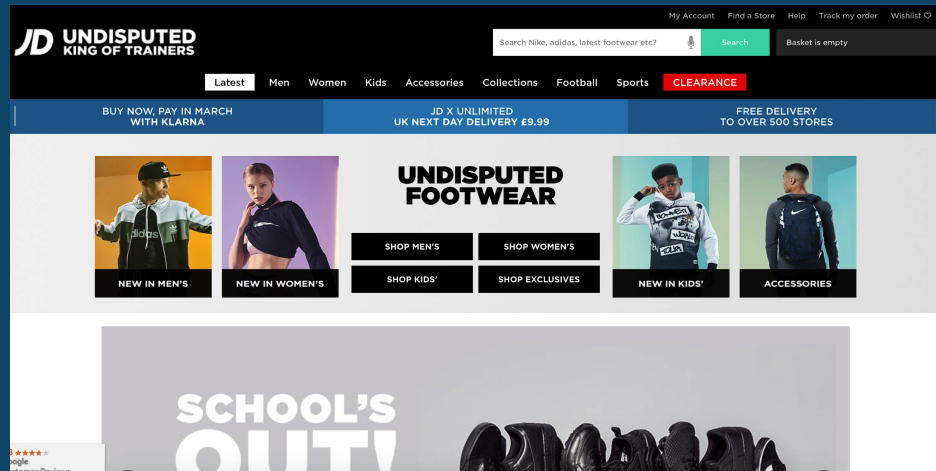 My Account Find a Store Help Track my order Wishlist
JD UNDISPUTED
KING OF TRAINERS
Search Nike, adidas, latest footwear etc?
Search
Basket is empty
Latest Men Women Kids Accessories Collections Football Sports CLEARANCE
BUY NOW, PAY IN MARCH
WITH KLARNA
JD X UNLIMITED
UK NEXT DAY DELIVERY £9.99
FREE DELIVERY
TO OVER 500 STORES
adidas
NEW IN MEN'S
NEW IN WOMEN'S
UNDISPUTED
FOOTWEAR
SHOP MEN'S
SHOP WOMEN'S
SHOP KIDS'
SHOP EXCLUSIVES
NEW IN KIDS'
ACCESSORIES
SCHOOL'S
OUT!